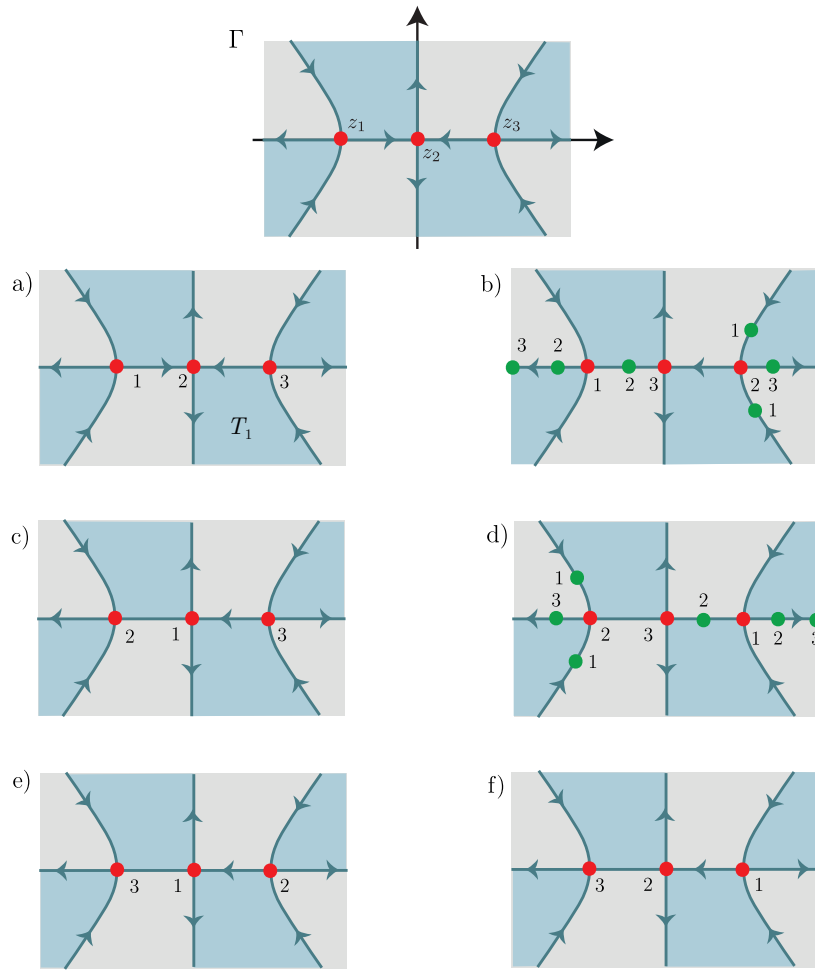 Γ
z₁ z₃
z₂
a) b)
1
3 2
1 2 3 1 2 3 2 3
T₁ 1
c) d)
1
3 2
2 1 3 2 3 1 2 3
1
e) f)
3 1 2 3 2 1